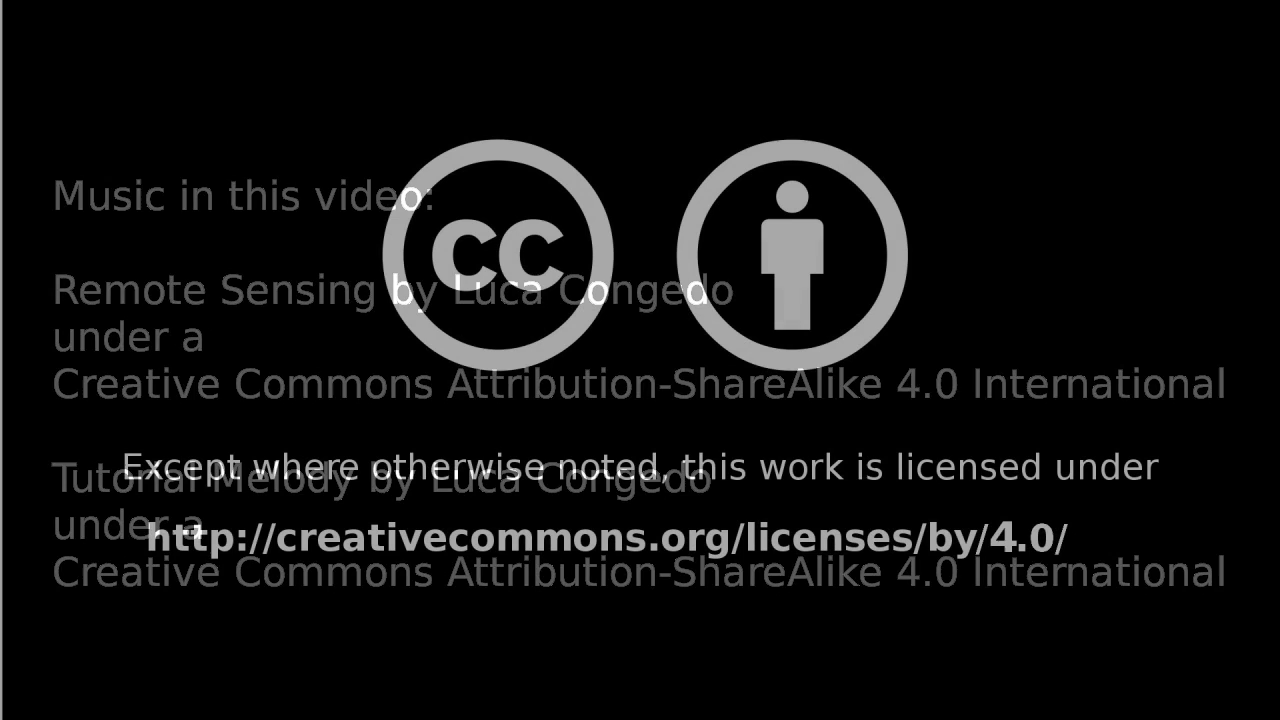 Music in this video:
cc
Remote Sensing by Luca Congedo
under a
Creative Commons Attribution-ShareAlike 4.0 International
Except where otherwise noted, this work is licensed under
Tutorial Melody by Luca Congedo
under a
http://creativecommons.org/licenses/by/4.0/
Creative Commons Attribution-ShareAlike 4.0 International